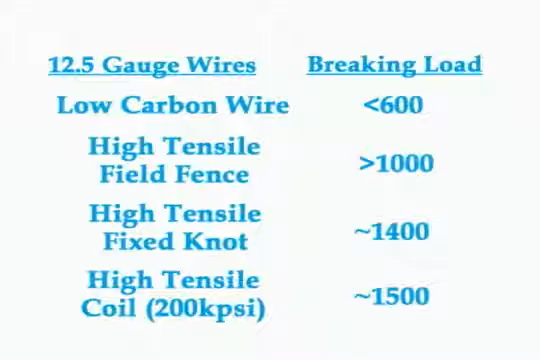 12.5 Gauge Wires Breaking Load
Low Carbon Wire <600
High Tensile
Field Fence >1000
High Tensile
Fixed Knot ~1400
High Tensile
Coil (200kpsi) ~1500